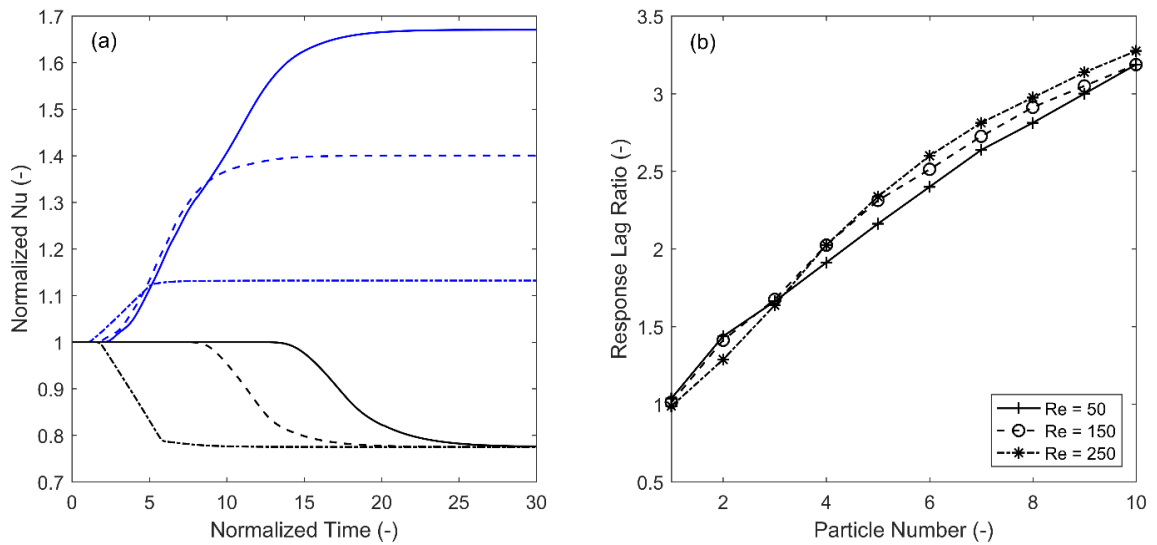 (a)
1.7
1.6
1.5
1.4
1.3
1.2
1.1
1
0.9
0.8
0.7
Normalized Nu (-)
0 5 10 15 20 25 30
Normalized Time (-)
(b)
3.5
3
2.5
2
1.5
1
0.5
Response Lag Ratio (-)
2 4 6 8 10
Particle Number (-)
Re = 50
Re = 150
Re = 250